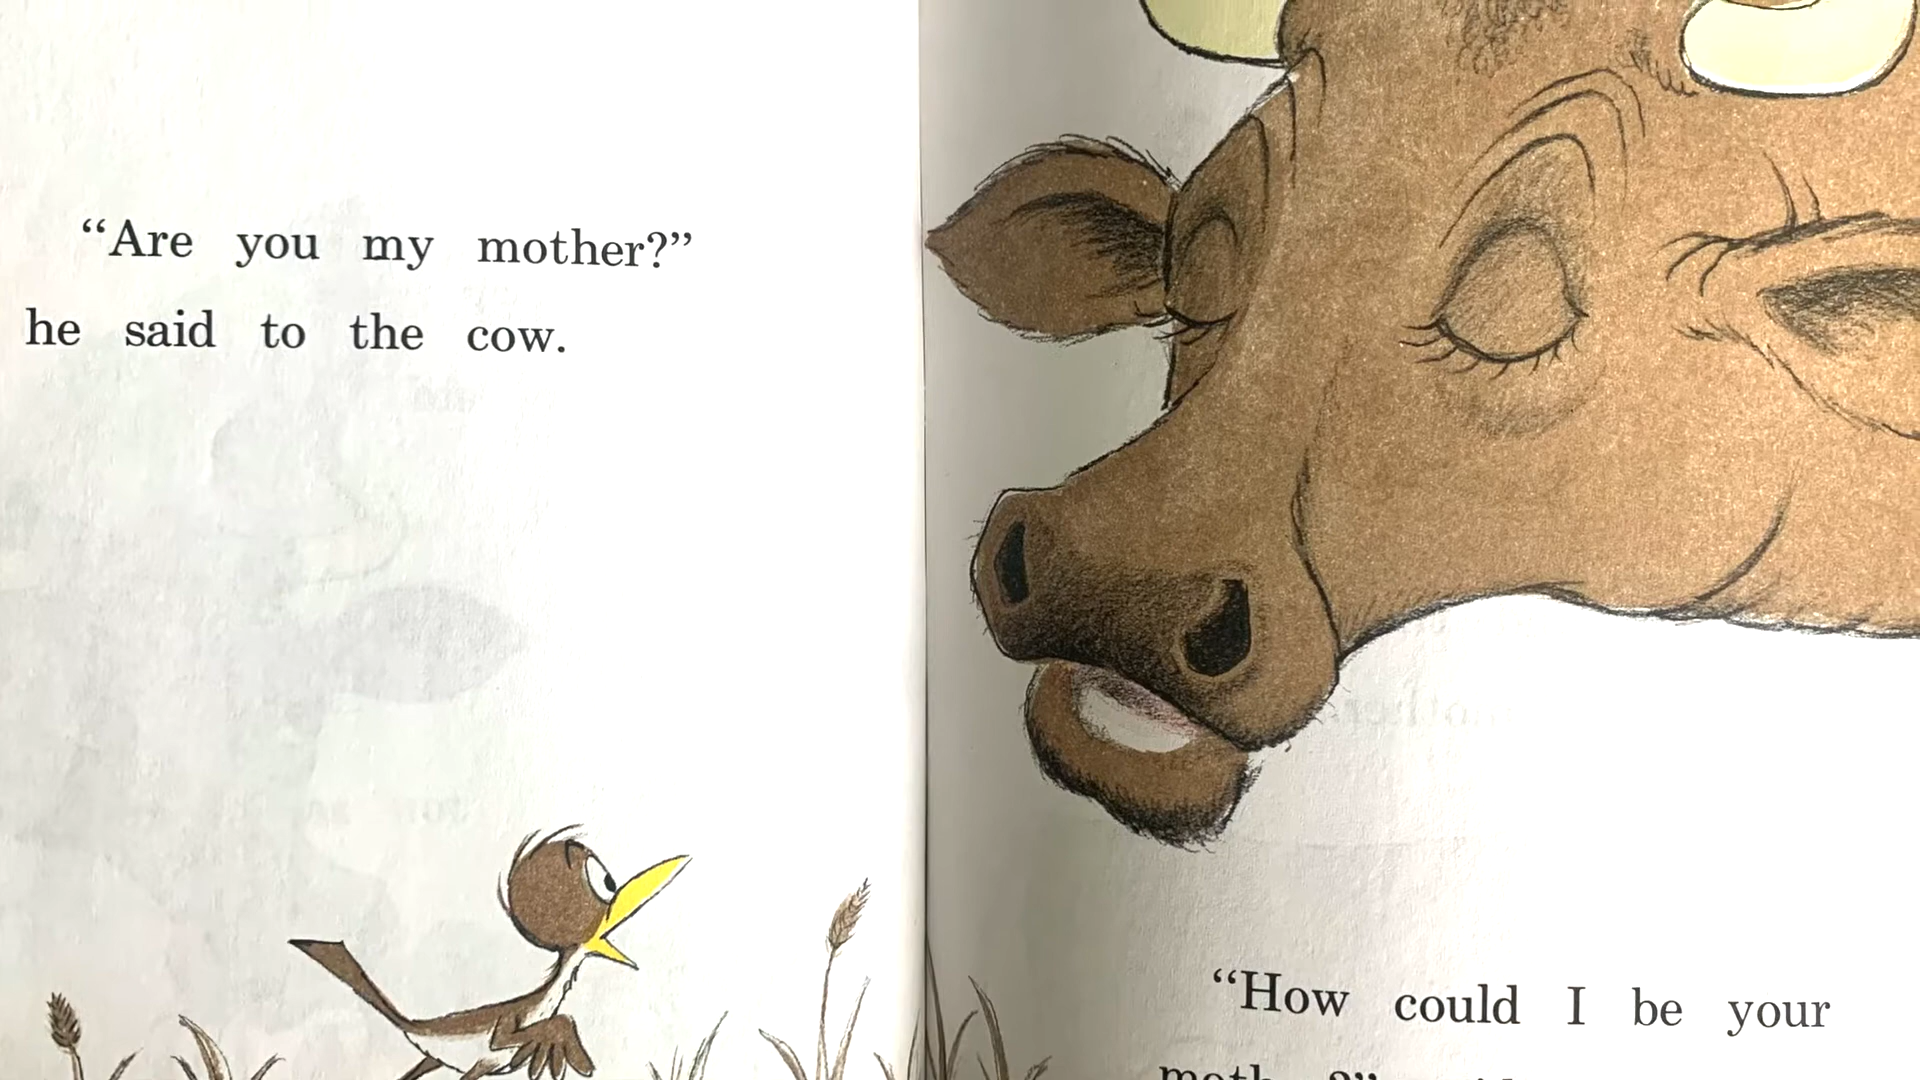 “Are you my mother?”
he said to the cow.
“How could I be your